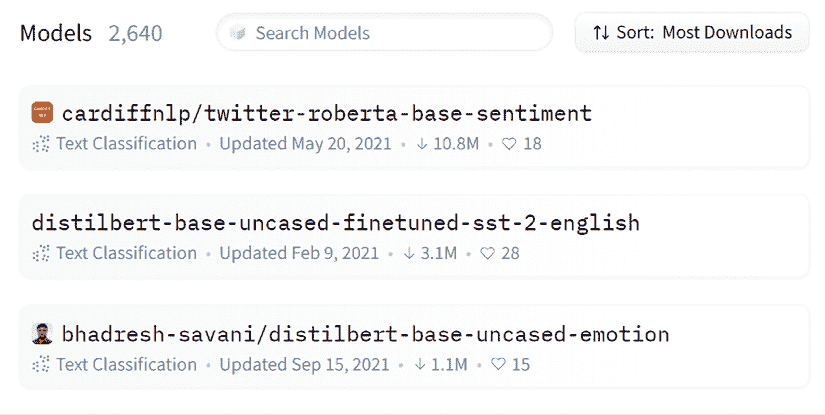 Models 2,640 Search Models Sort: Most Downloads
cardiffnlp/twitter-roberta-base-sentiment
Text Classification • Updated May 20, 2021 • ↓ 10.8M • ♡ 18
distilbert-base-uncased-finetuned-sst-2-english
Text Classification • Updated Feb 9, 2021 • ↓ 3.1M • ♡ 28
bhadresh-savani/distilbert-base-uncased-emotion
Text Classification • Updated Sep 15, 2021 • ↓ 1.1M • ♡ 15